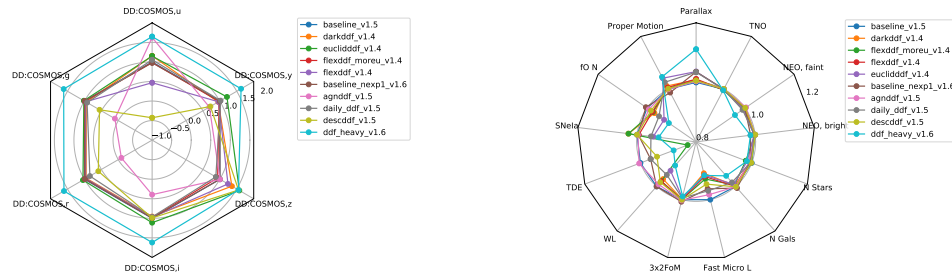 DD:COSMOS,u
DD:COSMOS,g
DD:COSMOS,y
DD:COSMOS,r
DD:COSMOS,z
DD:COSMOS,i
−1.0
−0.5
0.0
0.5
1.0
1.5
2.0
baseline_v1.5
darkddf_v1.4
euclidddf_v1.4
flexddf_moreu_v1.4
flexddf_v1.4
baseline_nexp1_v1.6
agnddf_v1.5
daily_ddf_v1.5
descddf_v1.5
ddf_heavy_v1.6
Parallax
Proper Motion
TNO
fO N
NEO, faint
SNeIa
NEO, brigh
TDE
N Stars
WL
N Gals
3x2FoM
Fast Micro L
0.8
1.0
1.2
baseline_v1.5
darkddf_v1.4
flexddf_moreu_v1.4
flexddf_v1.4
euclidddf_v1.4
baseline_nexp1_v1.6
agnddf_v1.5
daily_ddf_v1.5
descddf_v1.5
ddf_heavy_v1.6